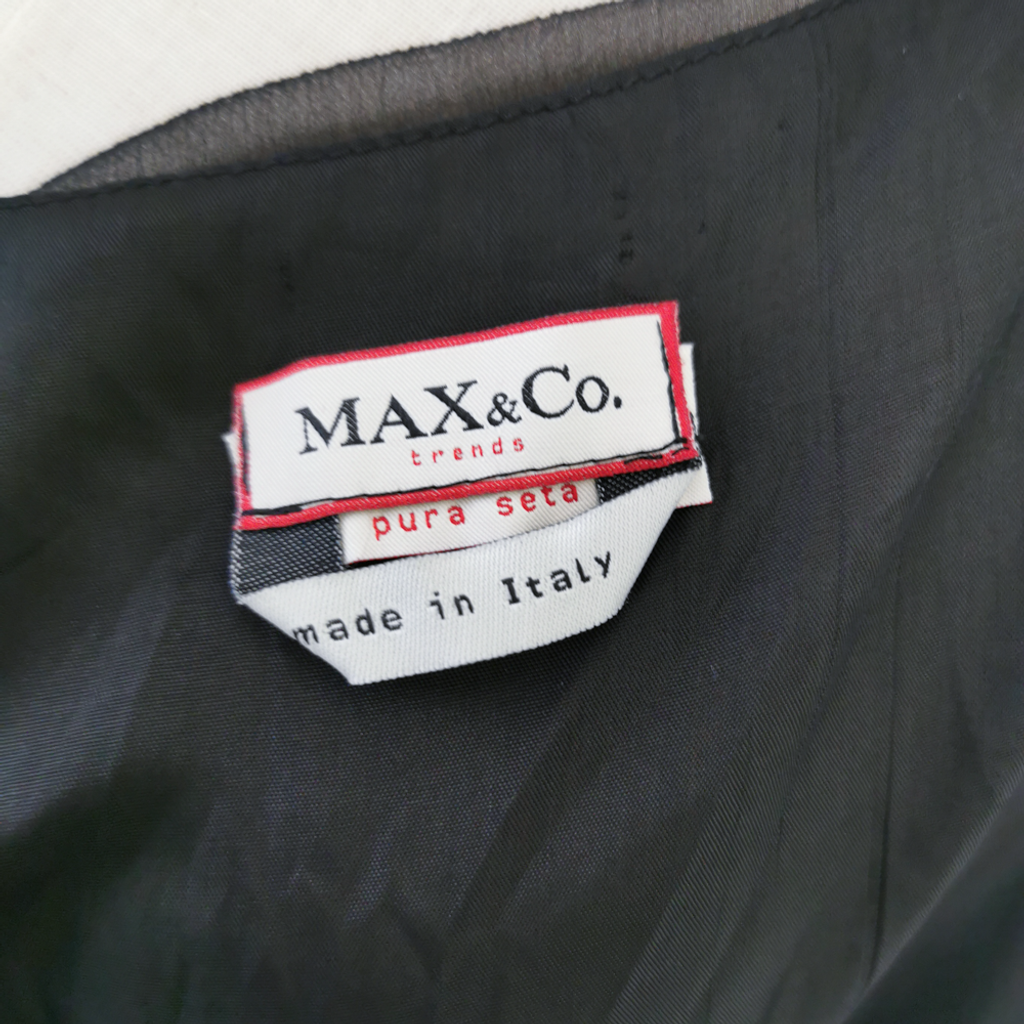 MAX&Co.
trends
pura seta
made in Italy